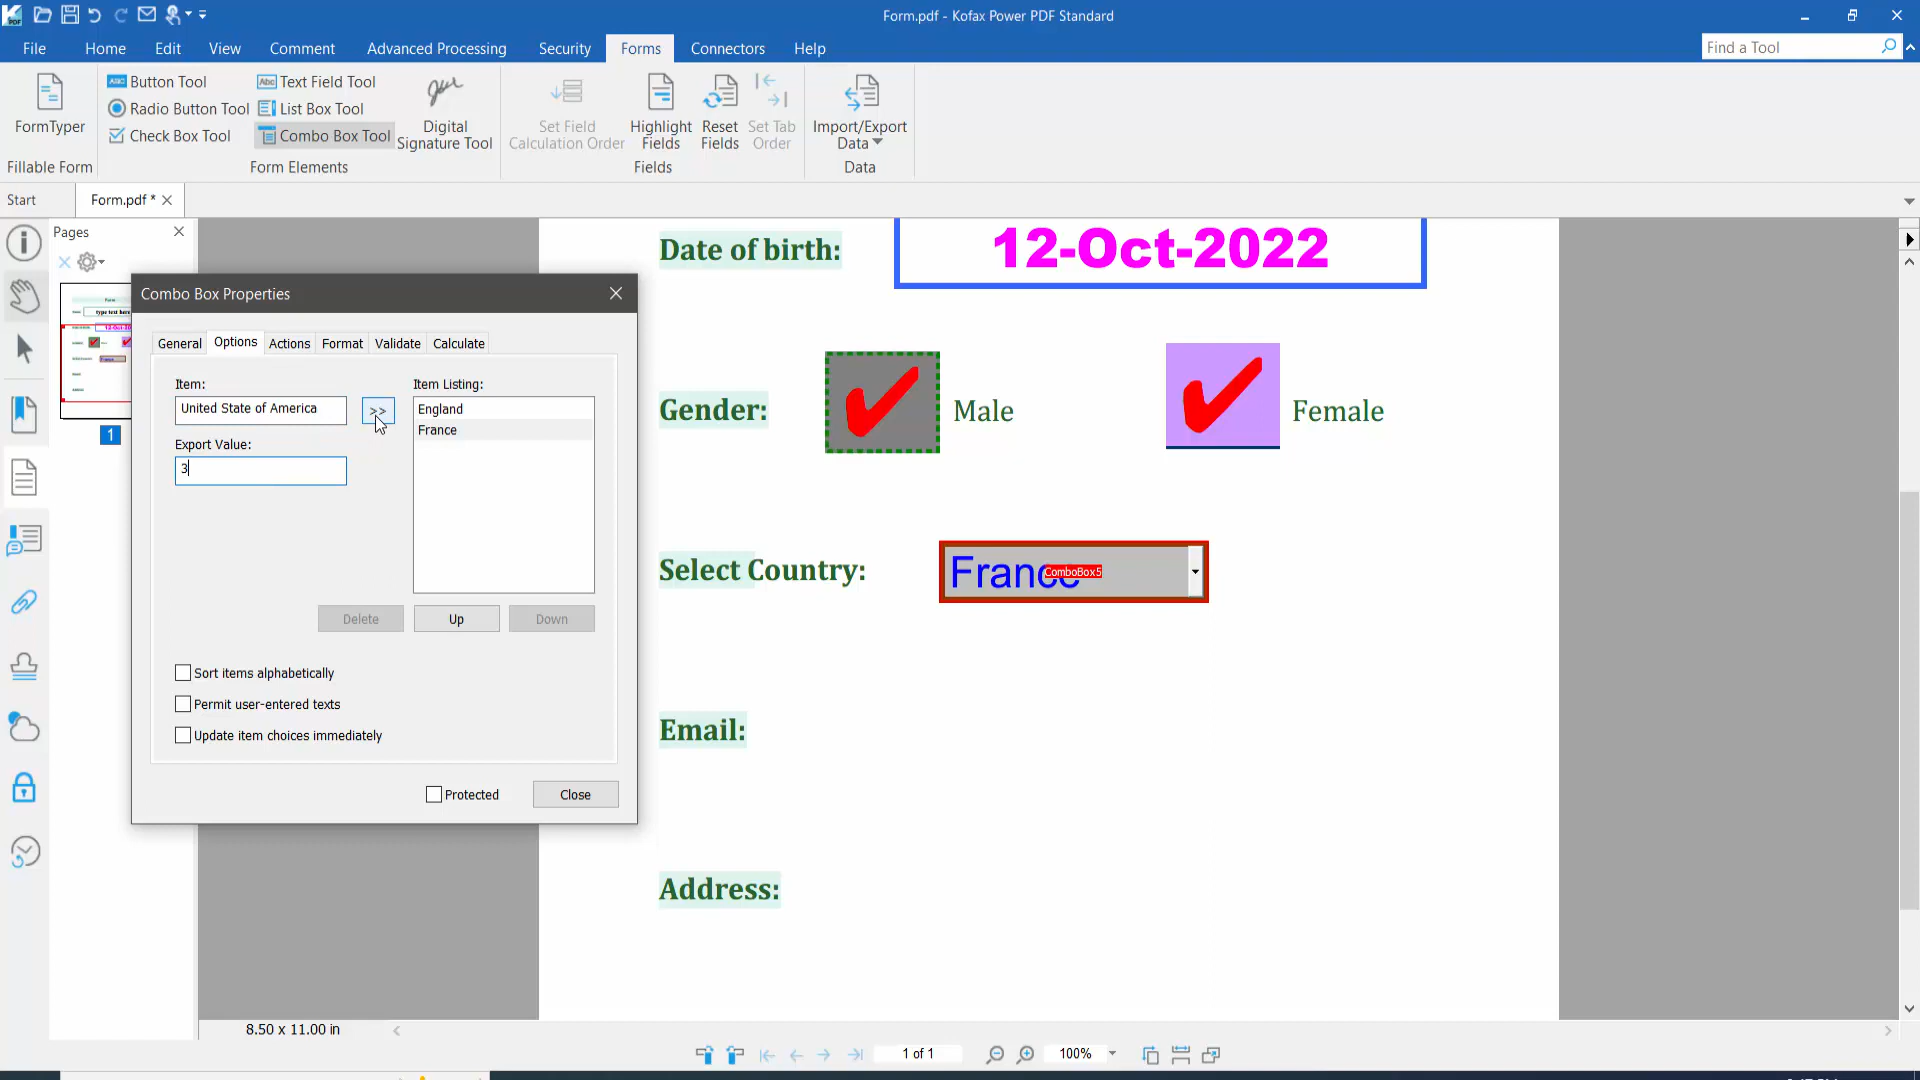 Form.pdf - Kofax Power PDF Standard
File Home Edit View Comment Advanced Processing Security Forms Connectors Help
Find a Tool
FormTyper
Fillable Form
Button Tool
Radio Button Tool
Check Box Tool
Text Field Tool
List Box Tool
Combo Box Tool
Digital
Signature Tool
Form Elements
Set Field
Calculation Order
Highlight
Fields
Reset
Fields
Set Tab
Order
Fields
Import/Export
Data
Data
Start
Form.pdf *
Pages
1
Combo Box Properties
General Options Actions Format Validate Calculate
Item:
United State of America
>>
Export Value:
3
Item Listing:
England
France
Delete Up Down
Sort items alphabetically
Permit user-entered texts
Update item choices immediately
Protected
Close
Date of birth:
12-Oct-2022
Gender:
Male
Female
Select Country:
France
ComboBox5
Email:
Address:
8.50 x 11.00 in
1 of 1
100%